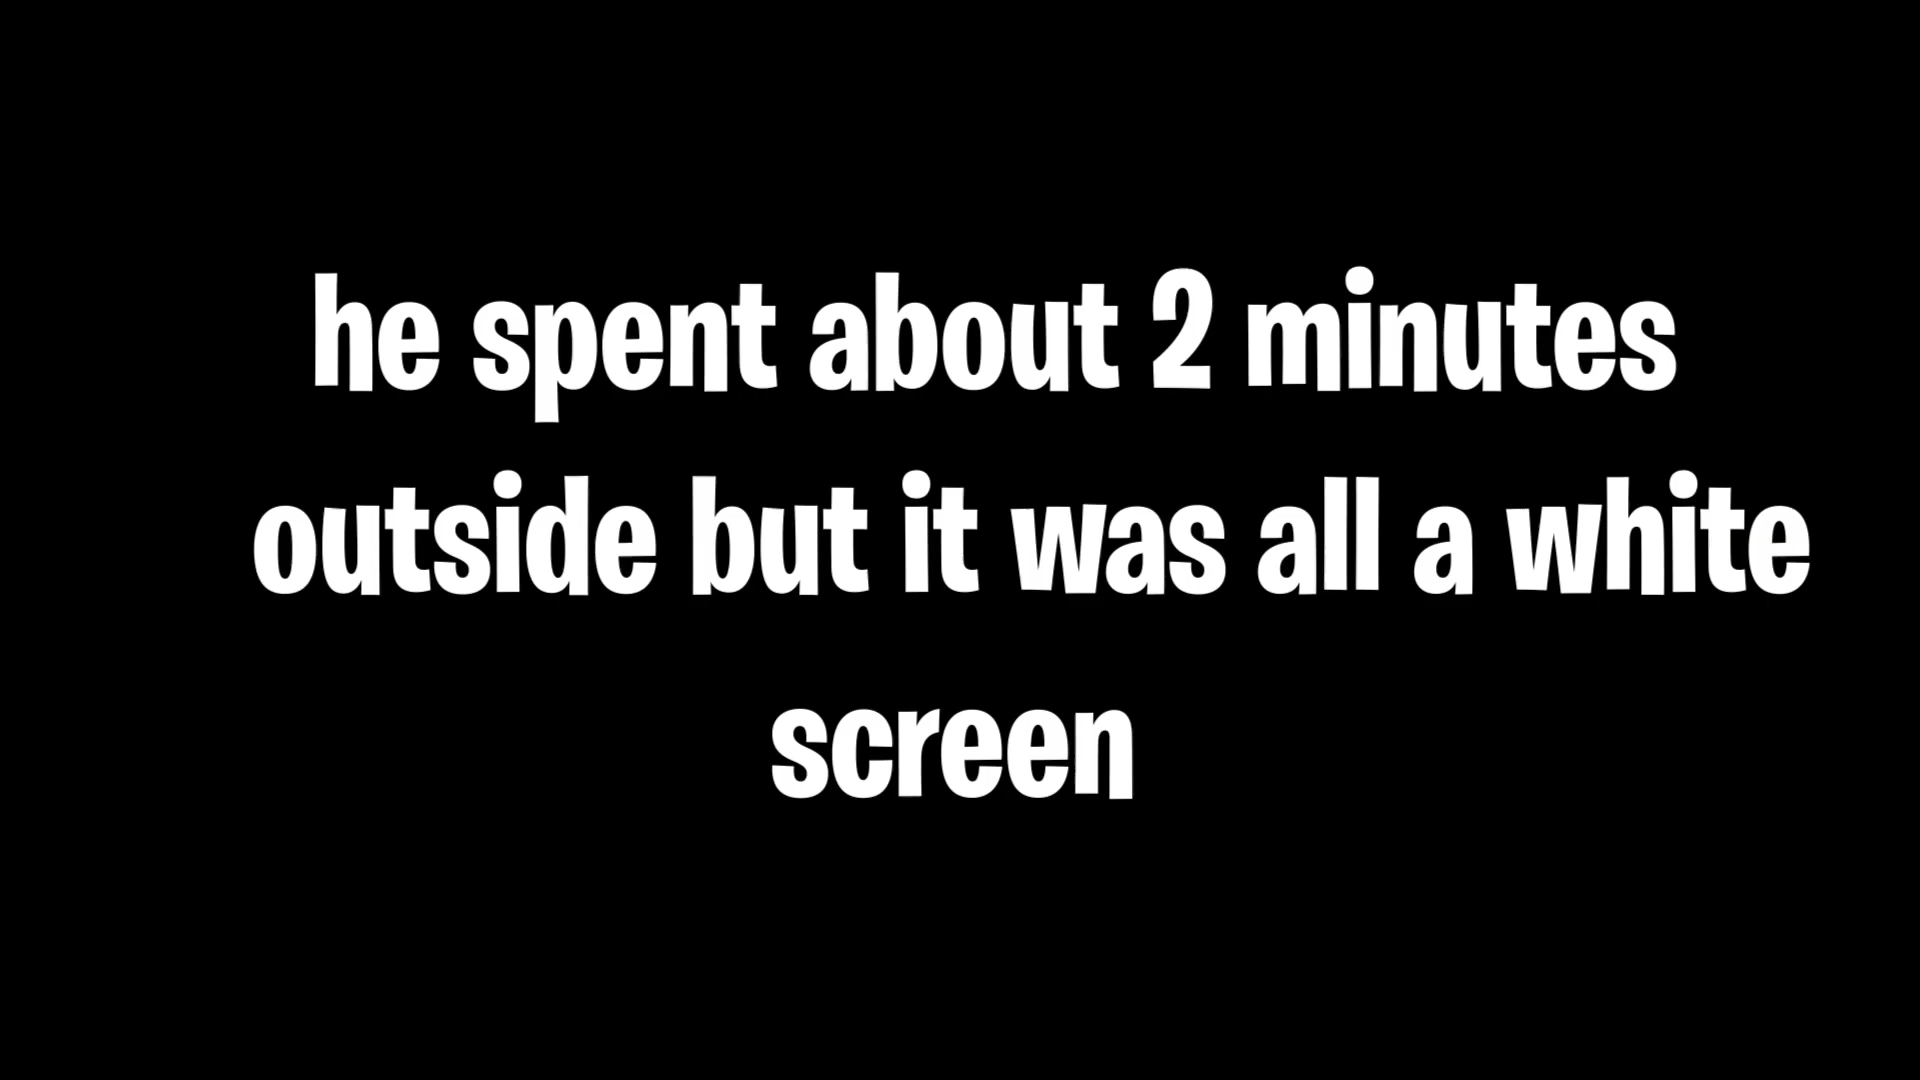 he spent about 2 minutes
outside but it was all a white
screen